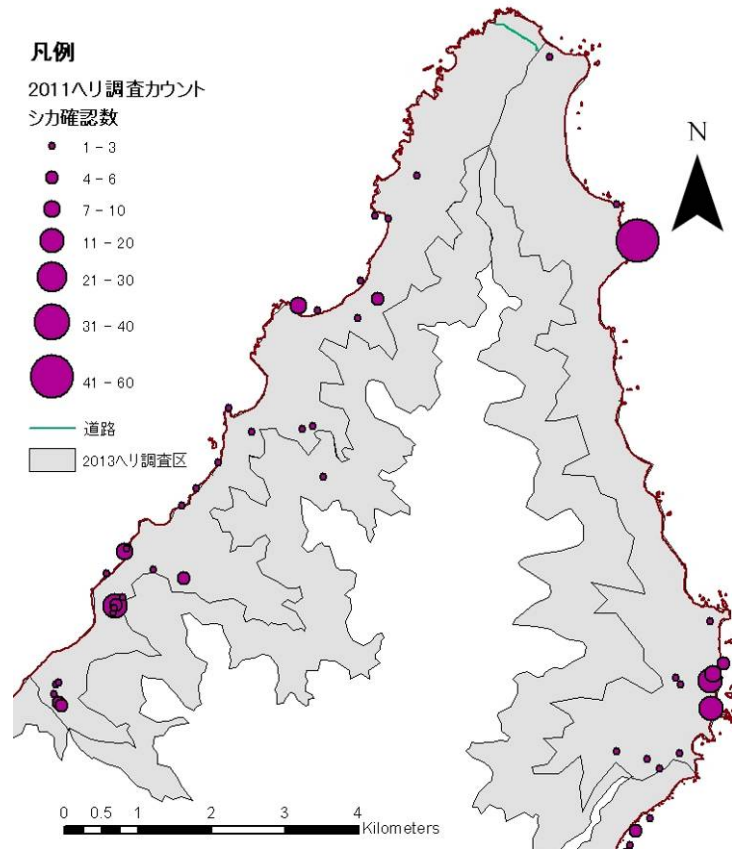 凡例
2011ヘリ調査カウント
シカ確認数
1 - 3
4 - 6
7 - 10
11 - 20
21 - 30
31 - 40
41 - 60
道路
2013ヘリ調査区
N
0 0.5 1 2 3 4
Kilometers